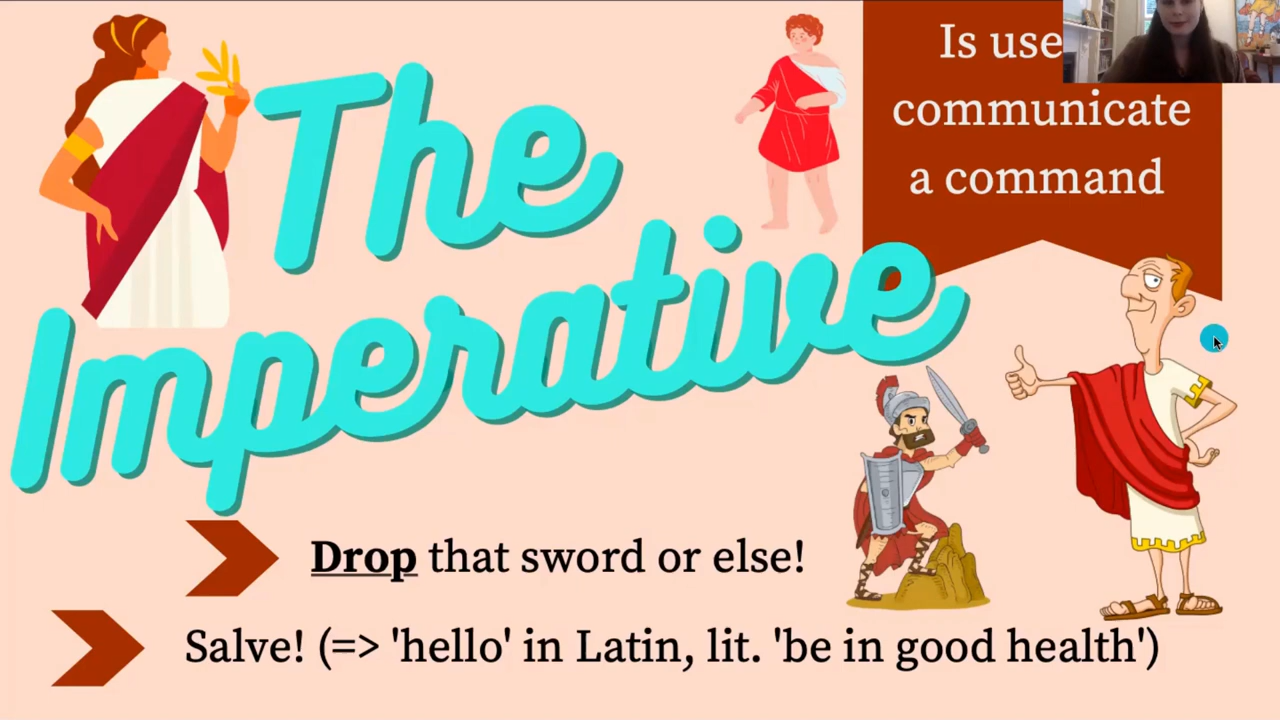 The
Imperative
Is use
communicate
a command
Drop that sword or else!
Salve! (=> 'hello' in Latin, lit. 'be in good health')